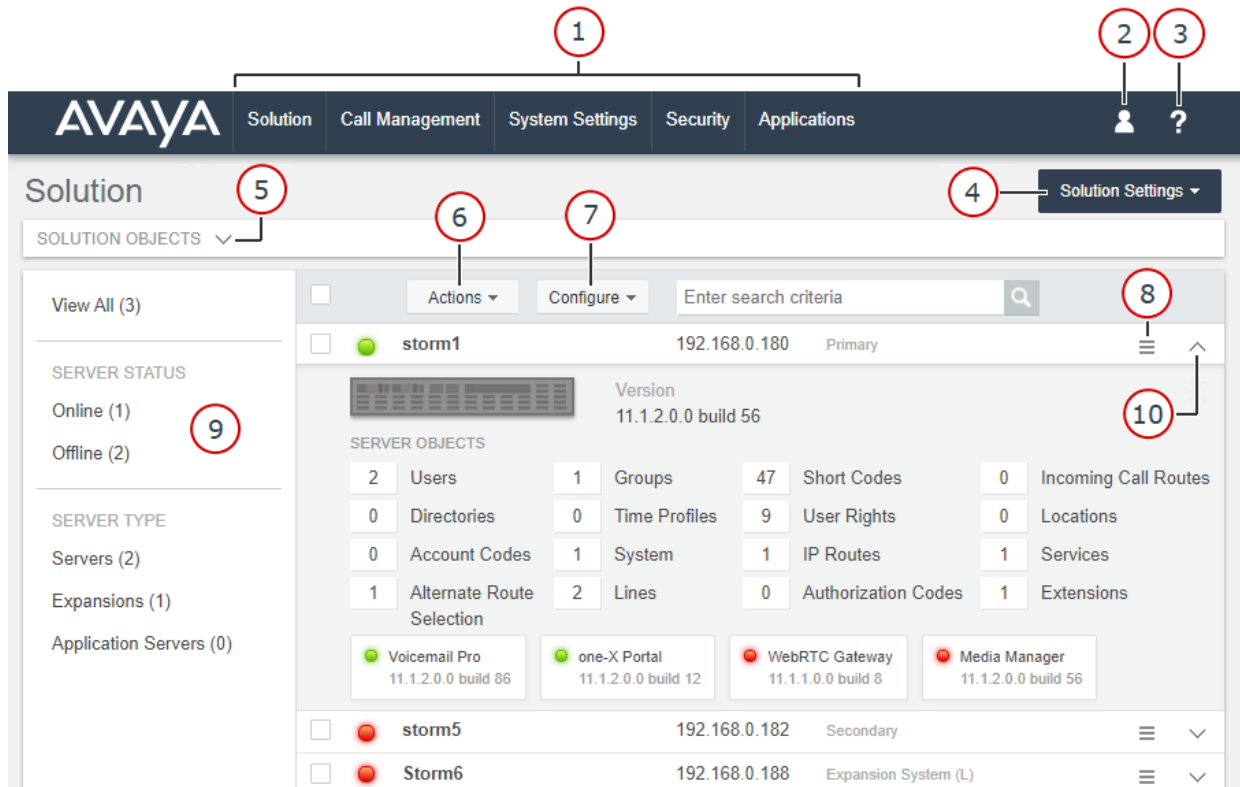 1
2 3
AVAYA Solution Call Management System Settings Security Applications ?
Solution
5
6
7
4
Solution Settings
SOLUTION OBJECTS
View All (3)
SERVER STATUS
Online (1)
9
Offline (2)
SERVER TYPE
Servers (2)
Expansions (1)
Application Servers (0)
Actions Configure Enter search criteria
8
storm1 192.168.0.180 Primary
10
Version
11.1.2.0.0 build 56
SERVER OBJECTS
2 Users 1 Groups 47 Short Codes 0 Incoming Call Routes
0 Directories 0 Time Profiles 9 User Rights 0 Locations
0 Account Codes 1 System 1 IP Routes 1 Services
1 Alternate Route Selection 2 Lines 0 Authorization Codes 1 Extensions
Voicemail Pro
11.1.2.0.0 build 86
one-X Portal
11.1.2.0.0 build 12
WebRTC Gateway
11.1.1.0.0 build 8
Media Manager
11.1.2.0.0 build 56
storm5 192.168.0.182 Secondary
Storm6 192.168.0.188 Expansion System (L)